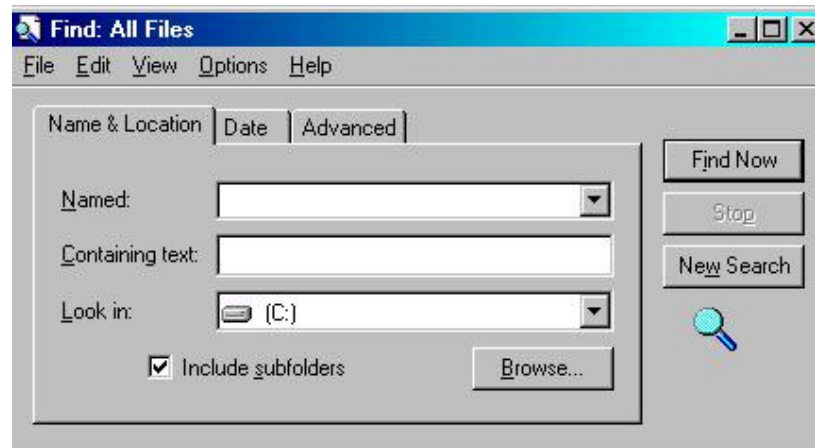 Find: All Files
File Edit View Options Help
Name & Location Date Advanced
Find Now
Named:
Stop
Containing text:
New Search
Look in: (C:)
Include subfolders Browse...